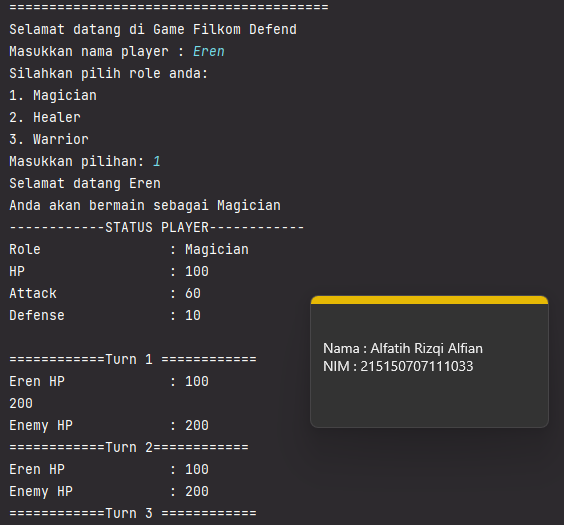 ========================================
Selamat datang di Game Filkom Defend
Masukkan nama player : Eren
Silahkan pilih role anda:
1. Magician
2. Healer
3. Warrior
Masukkan pilihan: 1
Selamat datang Eren
Anda akan bermain sebagai Magician
------------STATUS PLAYER------------
Role                : Magician
HP                  : 100
Attack              : 60
Defense             : 10
============Turn 1 ============
Eren HP             : 100
200
Enemy HP            : 200
============Turn 2============
Eren HP             : 100
Enemy HP            : 200
============Turn 3 ============
Nama : Alfatih Rizqi Alfian
NIM : 215150707111033